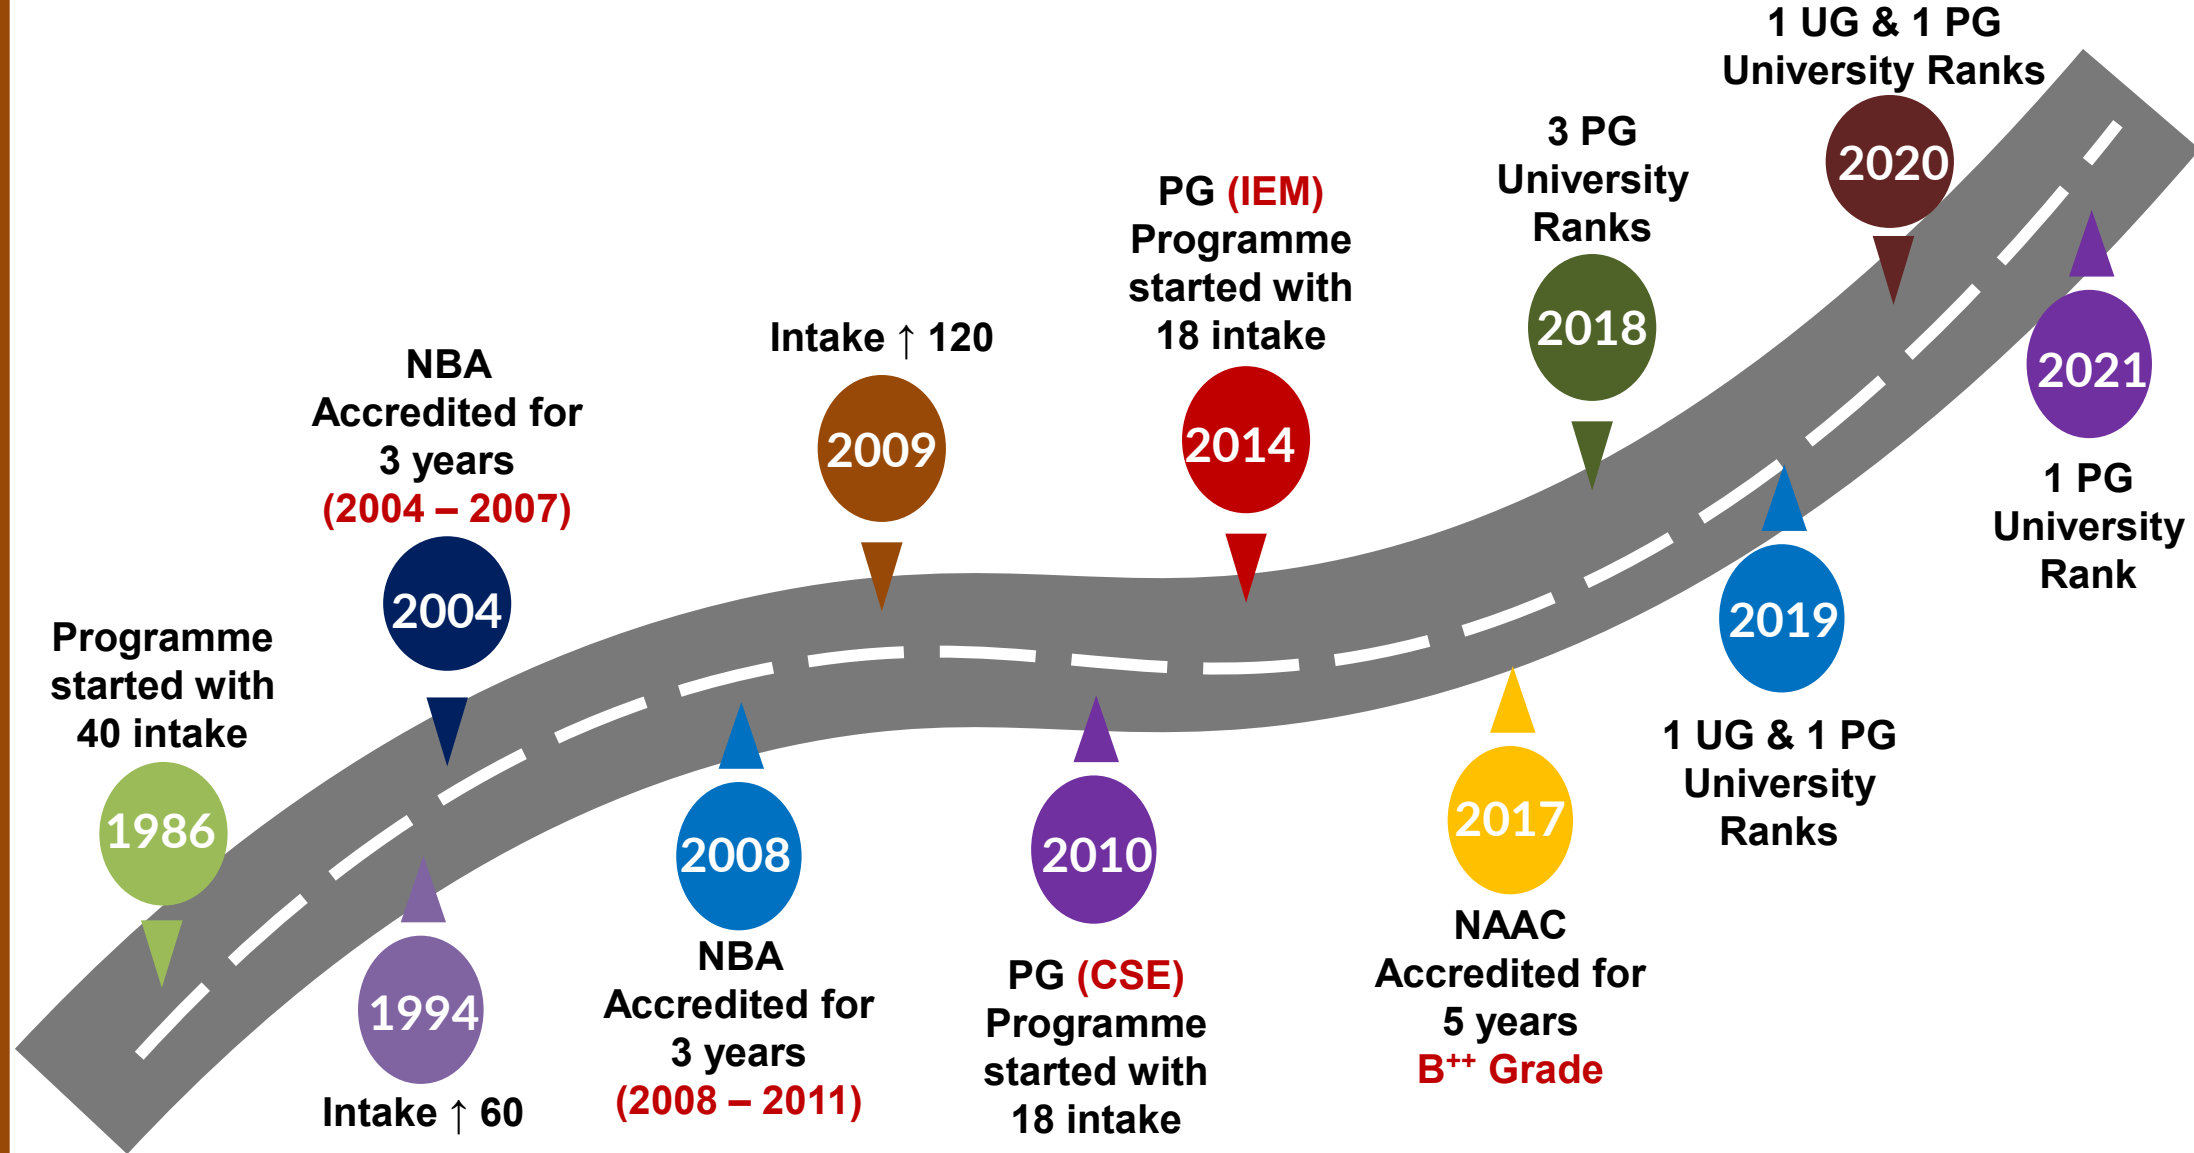 Programme
started with
40 intake
1986
1994
Intake ↑ 60
NBA
Accredited for
3 years
(2004 – 2007)
2004
2008
NBA
Accredited for
3 years
(2008 – 2011)
Intake ↑ 120
2009
2010
PG (CSE)
Programme
started with
18 intake
PG (IEM)
Programme
started with
18 intake
2014
2017
NAAC
Accredited for
5 years
B++ Grade
3 PG
University
Ranks
2018
2019
1 UG & 1 PG
University
Ranks
1 UG & 1 PG
University Ranks
2020
2021
1 PG
University
Rank